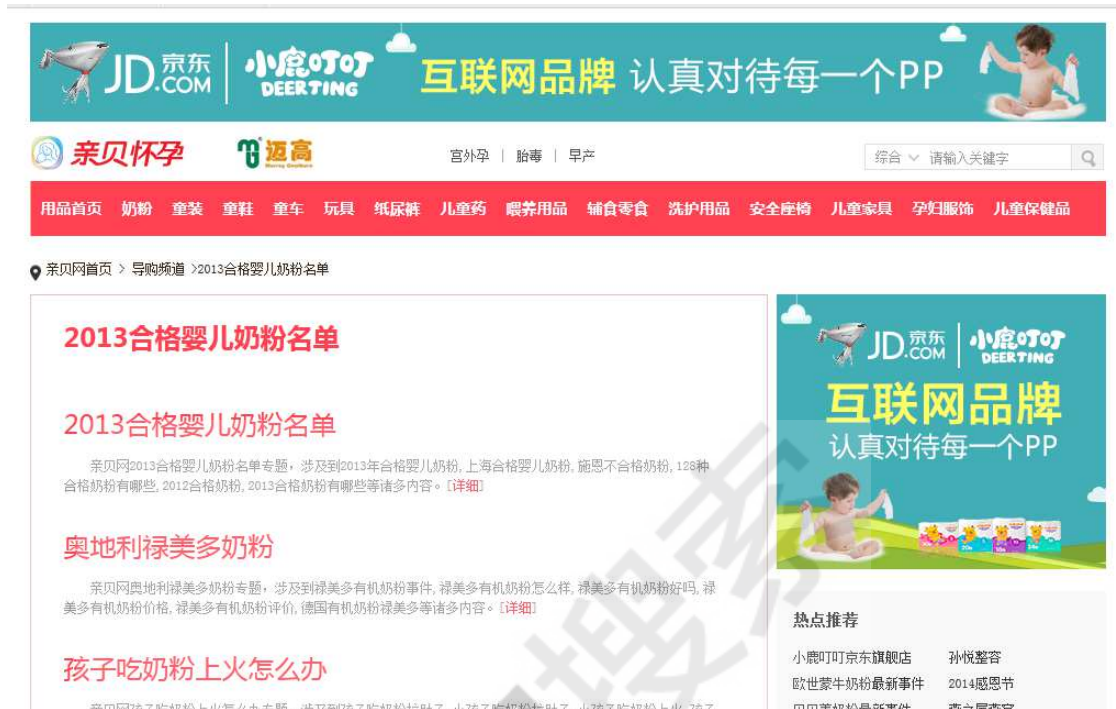 JD.COM 京东 小鹿叮叮 DEERTING 互联网品牌 认真对待每一个PP
亲贝怀孕 迈高 宫外孕 | 胎毒 | 早产 综合 请输入关键字
用品首页 奶粉 童装 童鞋 童车 玩具 纸尿裤 儿童药 喂养用品 辅食零食 洗护用品 安全座椅 儿童家具 孕妇服饰 儿童保健品
亲贝网首页 > 导购频道 >2013合格婴儿奶粉名单
2013合格婴儿奶粉名单
2013合格婴儿奶粉名单
亲贝网2013合格婴儿奶粉名单专题，涉及到2013年合格婴儿奶粉, 上海合格婴儿奶粉, 施恩不合格奶粉, 128种
合格奶粉有哪些, 2012合格奶粉, 2013合格奶粉有哪些等诸多内容。[详细]
奥地利禄美多奶粉
亲贝网奥地利禄美多奶粉专题，涉及到禄美多有机奶粉事件, 禄美多有机奶粉怎么样, 禄美多有机奶粉好吗, 禄
美多有机奶粉价格, 禄美多有机奶粉评价, 德国有机奶粉禄美多等诸多内容。[详细]
孩子吃奶粉上火怎么办
JD.COM 京东 小鹿叮叮 DEERTING
互联网品牌
认真对待每一个PP
热点推荐
小鹿叮叮京东旗舰店 孙悦整容
欧世蒙牛奶粉最新事件 2014感恩节
搜索